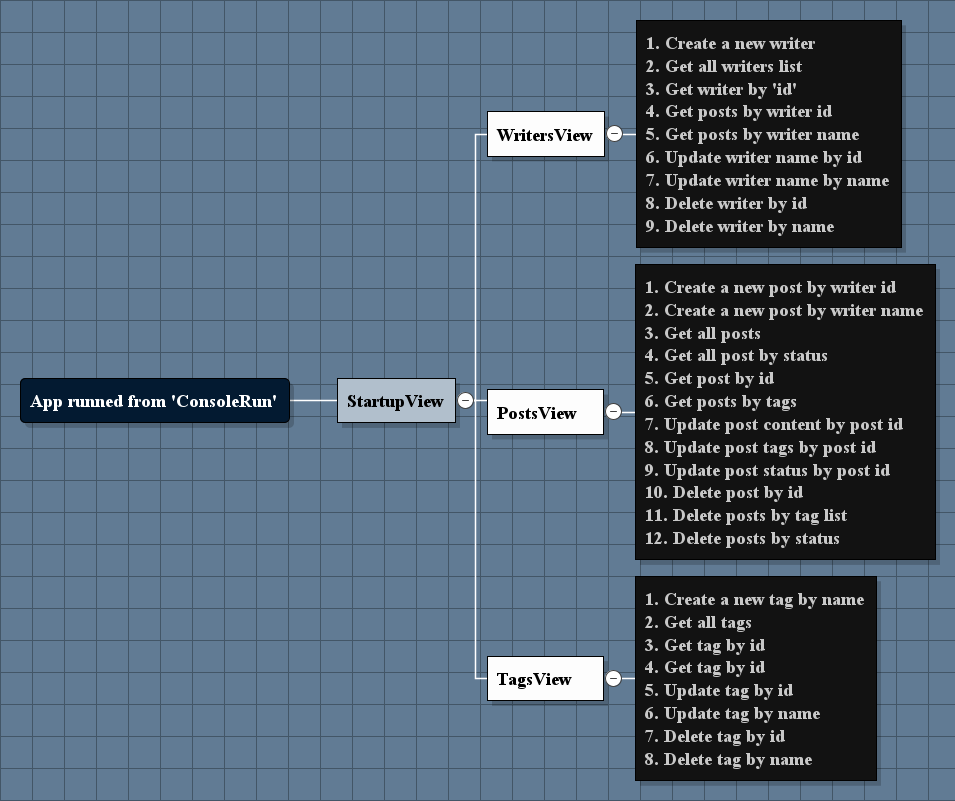 App runned from 'ConsoleRun'
StartupView
WritersView
1. Create a new writer
2. Get all writers list
3. Get writer by 'id'
4. Get posts by writer id
5. Get posts by writer name
6. Update writer name by id
7. Update writer name by name
8. Delete writer by id
9. Delete writer by name
PostsView
1. Create a new post by writer id
2. Create a new post by writer name
3. Get all posts
4. Get all post by status
5. Get post by id
6. Get posts by tags
7. Update post content by post id
8. Update post tags by post id
9. Update post status by post id
10. Delete post by id
11. Delete posts by tag list
12. Delete posts by status
TagsView
1. Create a new tag by name
2. Get all tags
3. Get tag by id
4. Get tag by id
5. Update tag by id
6. Update tag by name
7. Delete tag by id
8. Delete tag by name